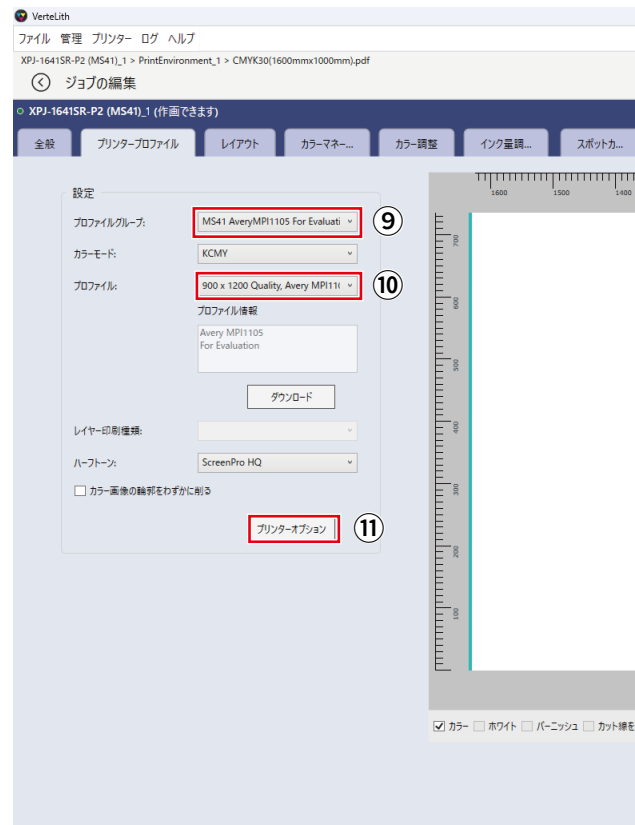 VerteLith
ファイル 管理 プリンター ログ ヘルプ
XPJ-1641SR-P2 (MS41)_1 > PrintEnvironment_1 > CMYK30(1600mmx1000mm).pdf
ジョブの編集
XPJ-1641SR-P2 (MS41)_1 (作画できます)
全般 プリンタープロファイル レイアウト カラーマネー... カラー調整 インク量調... スポットカ...
設定
プロファイルグループ: MS41 AveryMPI1105 For Evaluati ⑨
カラーモード: KCMY
プロファイル: 900 x 1200 Quality, Avery MPI11( ⑩
プロファイル情報
Avery MPI1105
For Evaluation
ダウンロード
レイヤー印刷種類:
ハーフトーン: ScreenPro HQ
カラー画像の輪郭をわずかに削る
プリンターオプション ⑪
1600 1500 1400
700
600
500
400
300
200
100
カラー ホワイト バーニッシュ カット線を